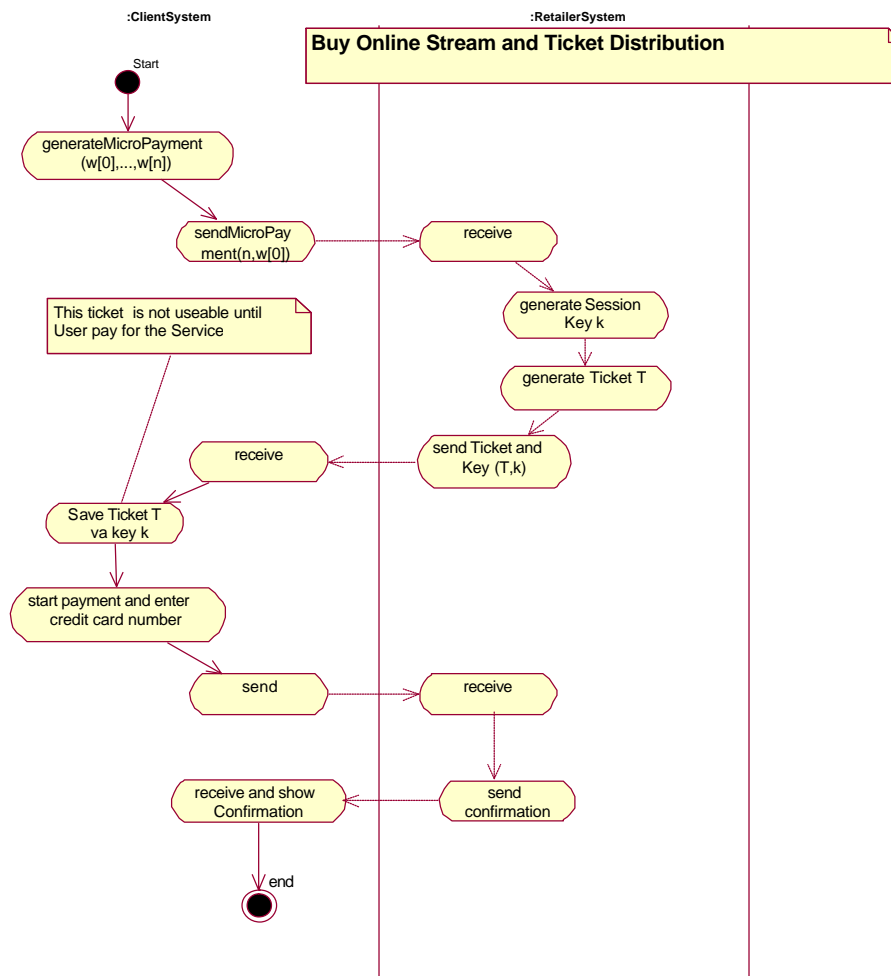 :ClientSystem
:RetailerSystem
Buy Online Stream and Ticket Distribution
Start
generateMicroPayment
(w[0],...,w[n])
sendMicroPay
ment(n,w[0])
receive
This ticket is not useable until
User pay for the Service
generate Session
Key k
generate Ticket T
receive
send Ticket and
Key (T,k)
Save Ticket T
va key k
start payment and enter
credit card number
send
receive
receive and show
Confirmation
send
confirmation
end